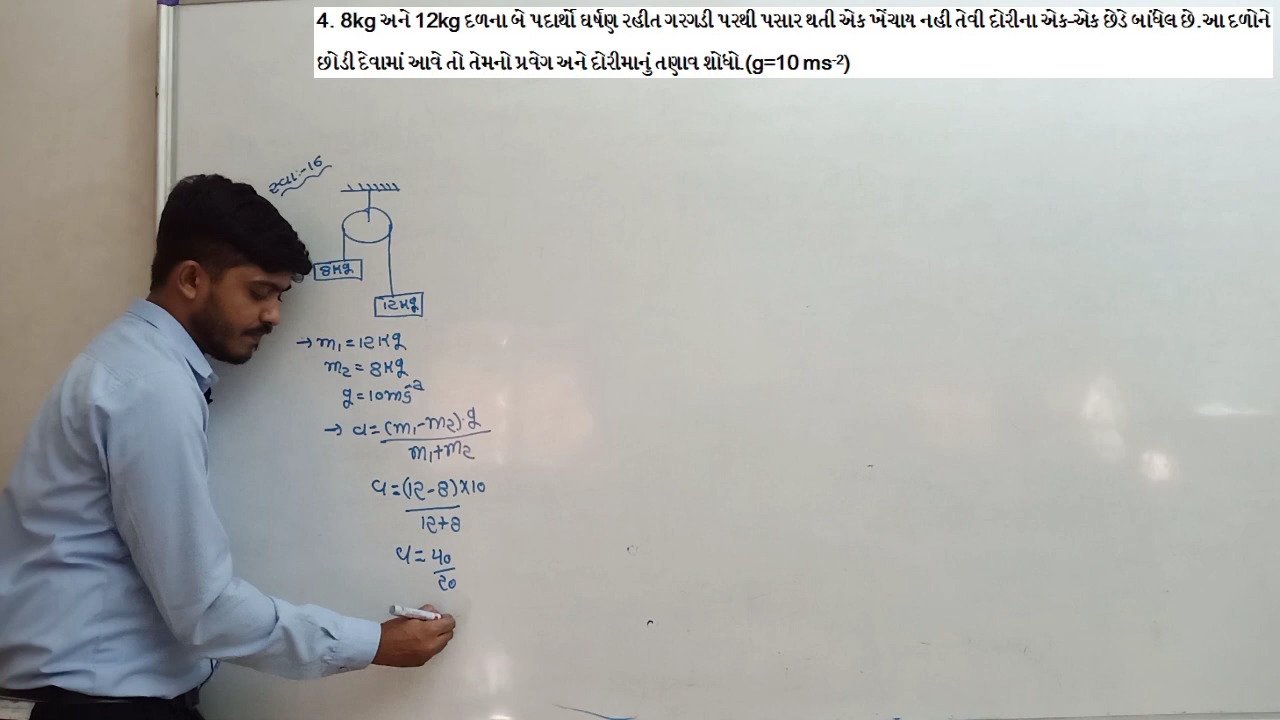 4. 8kg અને 12kg દળના બે પદાર્થો ઘર્ષણ રહીત ગરગડી પરથી પસાર થતી એક ખેંચાય નહી તેવી દોરીના એક-એક છેડે બાંધેલ છે.આ દળોને
છોડી દેવામાં આવે તો તેમનો પ્રવેગ અને દોરીમાનું તણાવ શોધો.(g=10 ms-2)
સ્વા:-16
8kg
12kg
→ m₁ = 12kg
m₂ = 8kg
g = 10ms⁻²
→ a = (m₁-m₂)·g
m₁+m₂
a = (12-8)×10
12+8
a = 40
20